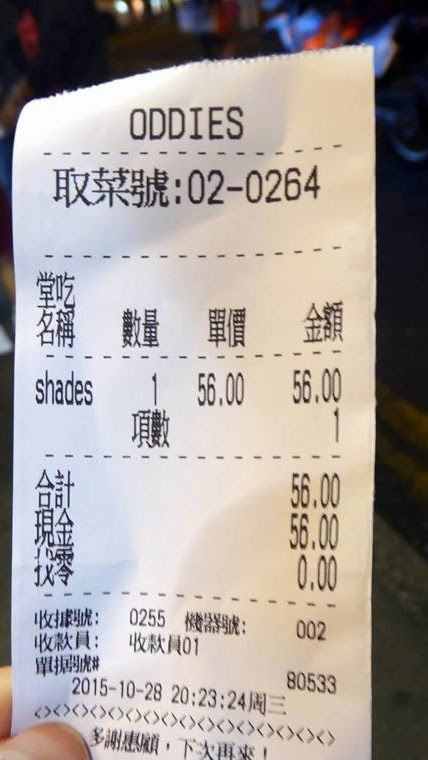 ODDIES
取菜號:02-0264
堂吃
名稱 數量 單價 金額
shades 1 56.00 56.00
項數 1
合計 56.00
現金 56.00
找零 0.00
收據號: 0255 機器號: 002
收款員: 收款員01
單据號# 80533
2015-10-28 20:23:24周三
<><><><><><><><><><><><><><><><>
多謝惠顧，下次再來！